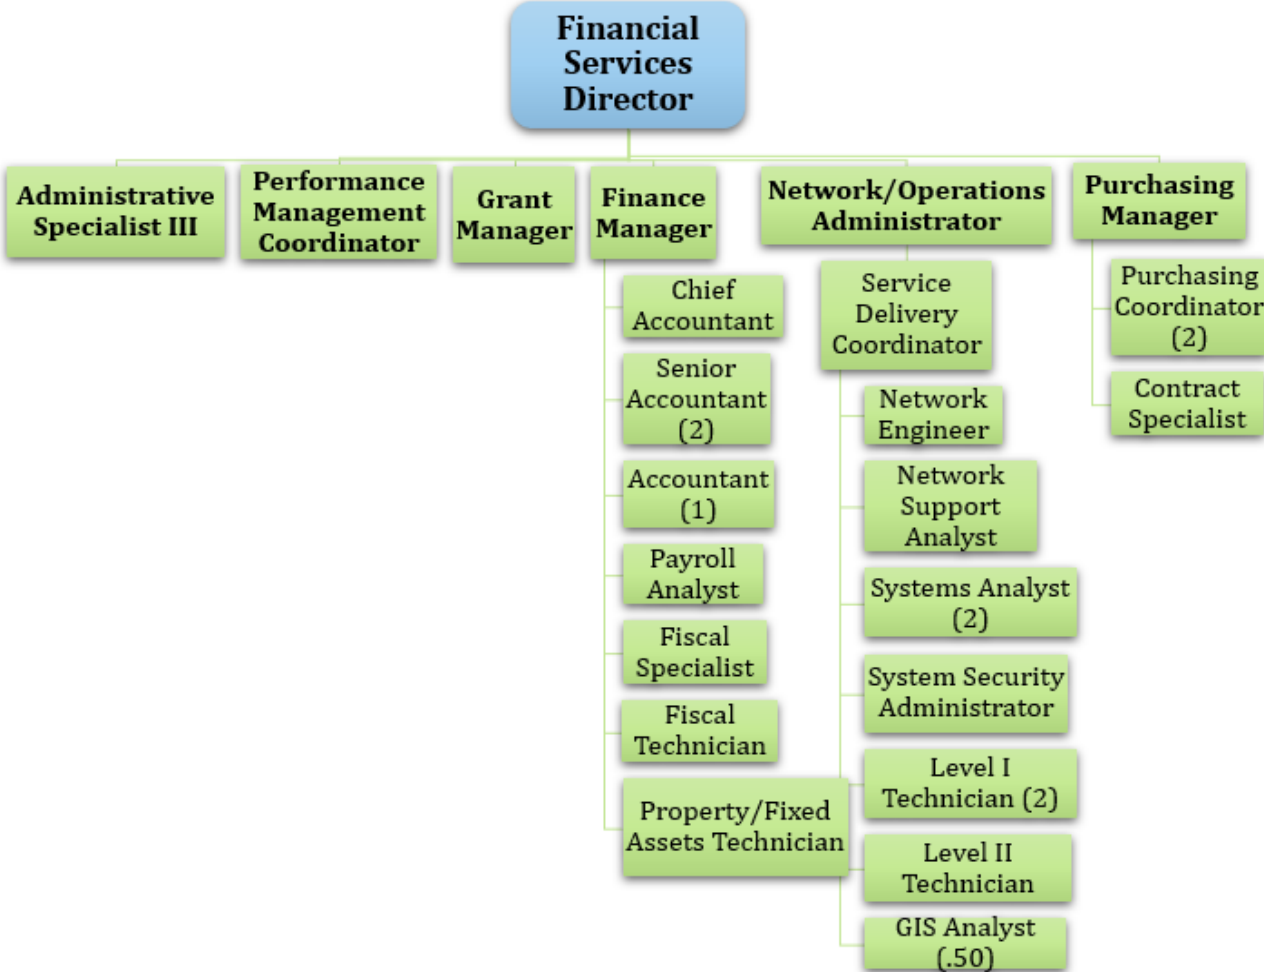 Financial
Services
Director
Administrative
Specialist III
Performance
Management
Coordinator
Grant
Manager
Finance
Manager
Network/Operations
Administrator
Purchasing
Manager
Chief
Accountant
Senior
Accountant
(2)
Accountant
(1)
Payroll
Analyst
Fiscal
Specialist
Fiscal
Technician
Property/Fixed
Assets Technician
Service
Delivery
Coordinator
Network
Engineer
Network
Support
Analyst
Systems Analyst
(2)
System Security
Administrator
Level I
Technician (2)
Level II
Technician
GIS Analyst
(.50)
Purchasing
Coordinator
(2)
Contract
Specialist